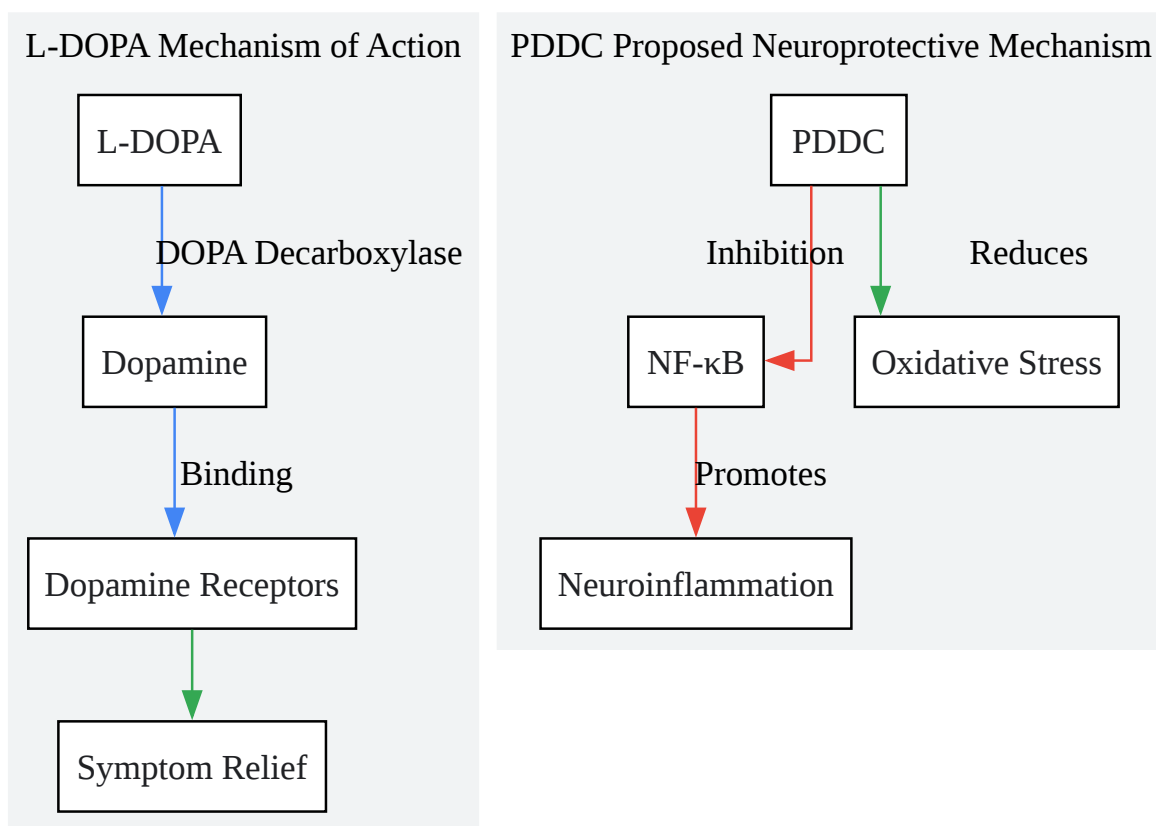 L-DOPA Mechanism of Action
L-DOPA
DOPA Decarboxylase
Dopamine
Binding
Dopamine Receptors
Symptom Relief
PDDC Proposed Neuroprotective Mechanism
PDDC
Inhibition
Reduces
NF-κB
Oxidative Stress
Promotes
Neuroinflammation